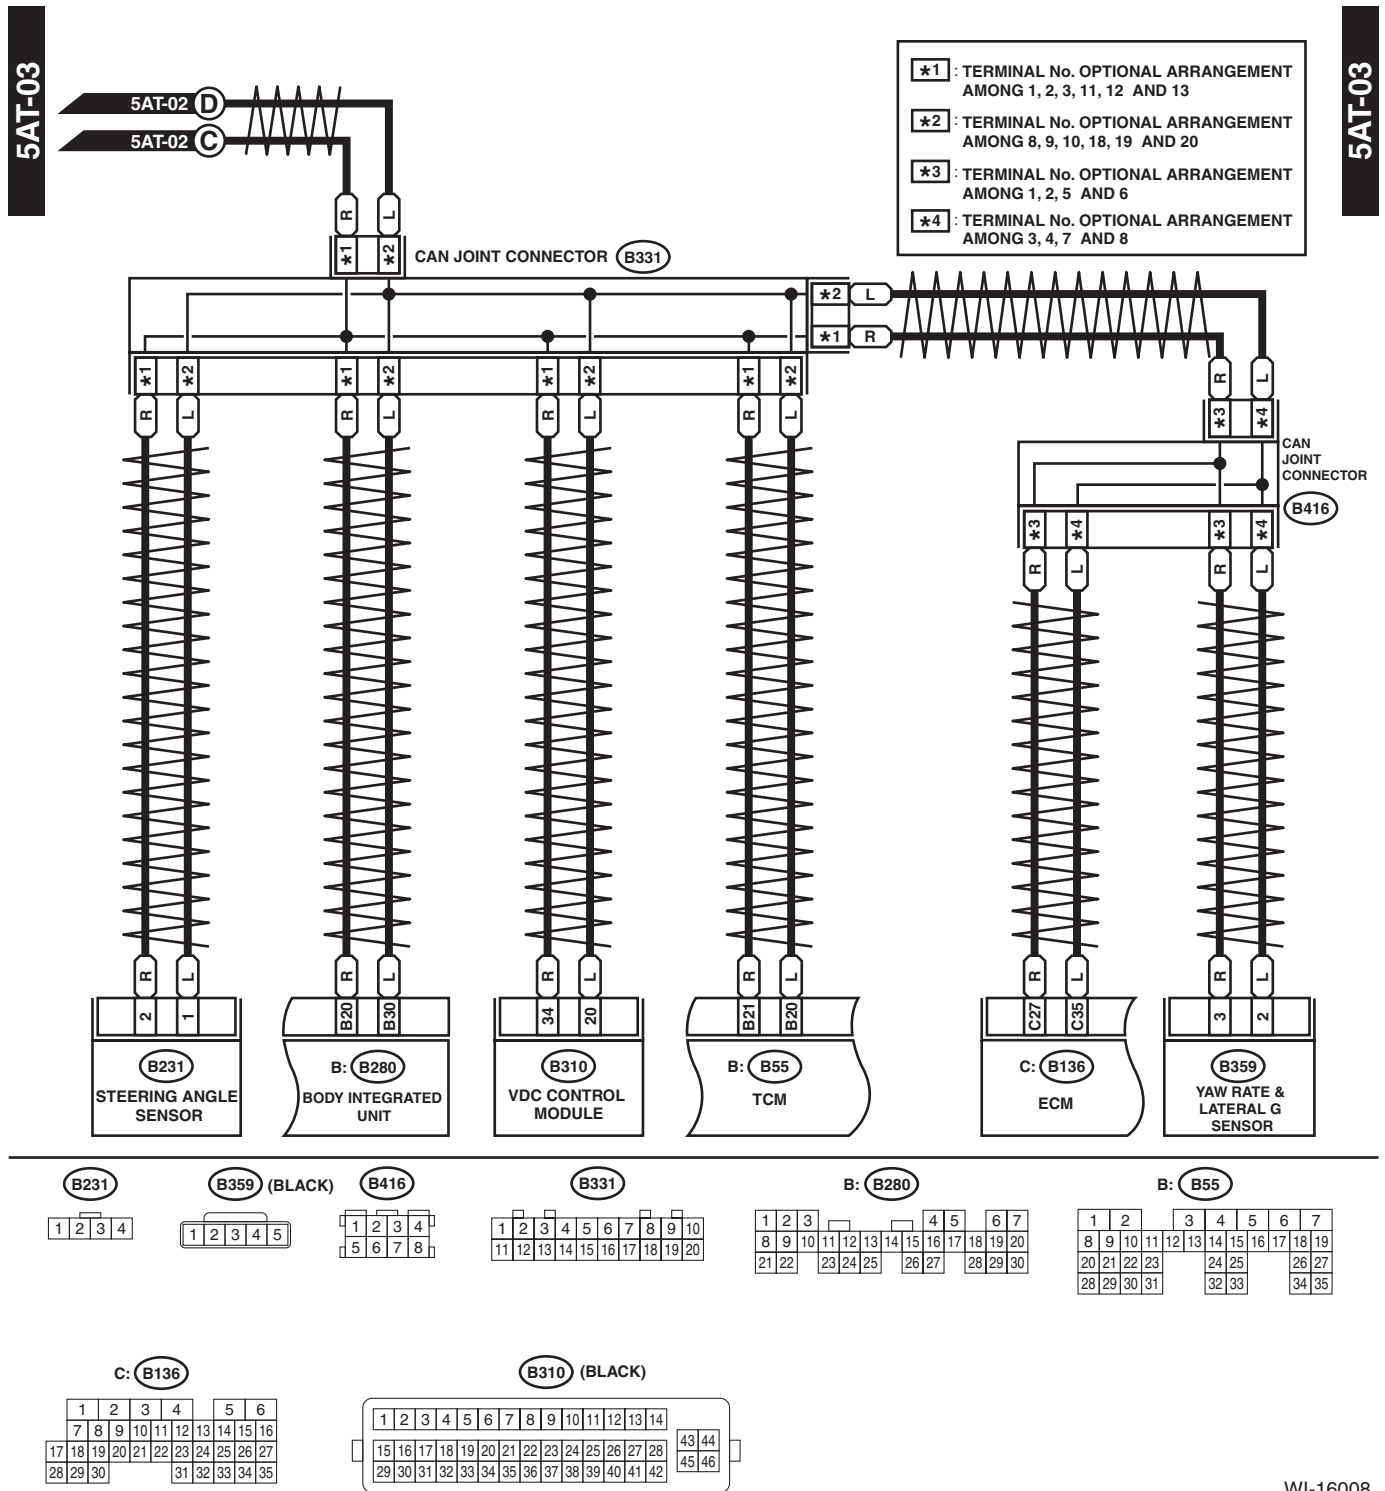 5AT-03
5AT-03
5AT-02 D
5AT-02 C
*1 : TERMINAL No. OPTIONAL ARRANGEMENT
AMONG 1, 2, 3, 11, 12 AND 13
*2 : TERMINAL No. OPTIONAL ARRANGEMENT
AMONG 8, 9, 10, 18, 19 AND 20
*3 : TERMINAL No. OPTIONAL ARRANGEMENT
AMONG 1, 2, 5 AND 6
*4 : TERMINAL No. OPTIONAL ARRANGEMENT
AMONG 3, 4, 7 AND 8
R L
*1 *2
CAN JOINT CONNECTOR B331
*2 L
*1 R
*1 *2 *1 *2 *1 *2 *1 *2
R L R L R L R L
R L
*3 *4
CAN
JOINT
CONNECTOR
B416
*3 *4 *3 *4
R L R L
R L R L R L R L R L R L
2 1 B20 B30 34 20 B21 B20 C27 C35 3 2
B231
STEERING ANGLE
SENSOR
B: B280
BODY INTEGRATED
UNIT
B310
VDC CONTROL
MODULE
B: B55
TCM
C: B136
ECM
B359
YAW RATE &
LATERAL G
SENSOR
B231
1 2 3 4
B359 (BLACK)
1 2 3 4 5
B416
1 2 3 4
5 6 7 8
B331
1 2 3 4 5 6 7 8 9 10
11 12 13 14 15 16 17 18 19 20
B: B280
1 2 3 4 5 6 7
8 9 10 11 12 13 14 15 16 17 18 19 20
21 22 23 24 25 26 27 28 29 30
B: B55
1 2 3 4 5 6 7
8 9 10 11 12 13 14 15 16 17 18 19
20 21 22 23 24 25 26 27
28 29 30 31 32 33 34 35
C: B136
1 2 3 4 5 6
7 8 9 10 11 12 13 14 15 16
17 18 19 20 21 22 23 24 25 26 27
28 29 30 31 32 33 34 35
B310 (BLACK)
1 2 3 4 5 6 7 8 9 10 11 12 13 14
15 16 17 18 19 20 21 22 23 24 25 26 27 28
29 30 31 32 33 34 35 36 37 38 39 40 41 42
43 44
45 46
WI-16008